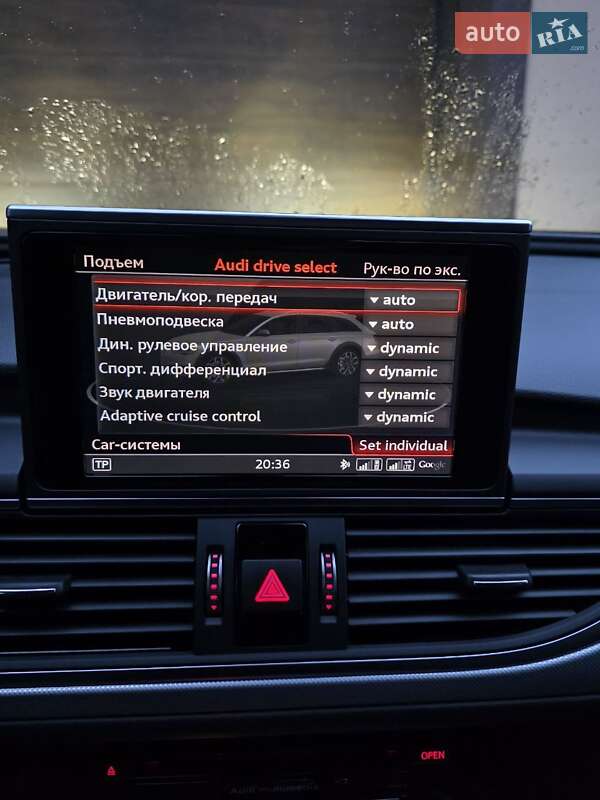 auto RIA .com
Подъем Audi drive select Рук-во по экс.
Двигатель/кор. передач auto
Пневмоподвеска auto
Дин. рулевое управление dynamic
Спорт. дифференциал dynamic
Звук двигателя dynamic
Adaptive cruise control dynamic
Car-системы Set individual
TP 20:36 Google
OPEN